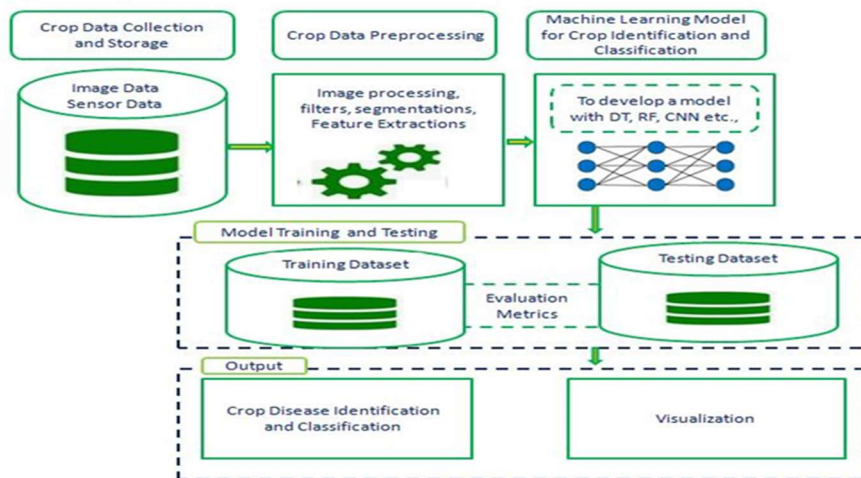 Crop Data Collection
and Storage
Crop Data Preprocessing
Machine Learning Model
for Crop Identification and
Classification
Image Data
Sensor Data
Image processing,
filters, segmentations,
Feature Extractions
To develop a model
with DT, RF, CNN etc.,
Model Training and Testing
Training Dataset
Evaluation
Metrics
Testing Dataset
Output
Crop Disease Identification
and Classification
Visualization